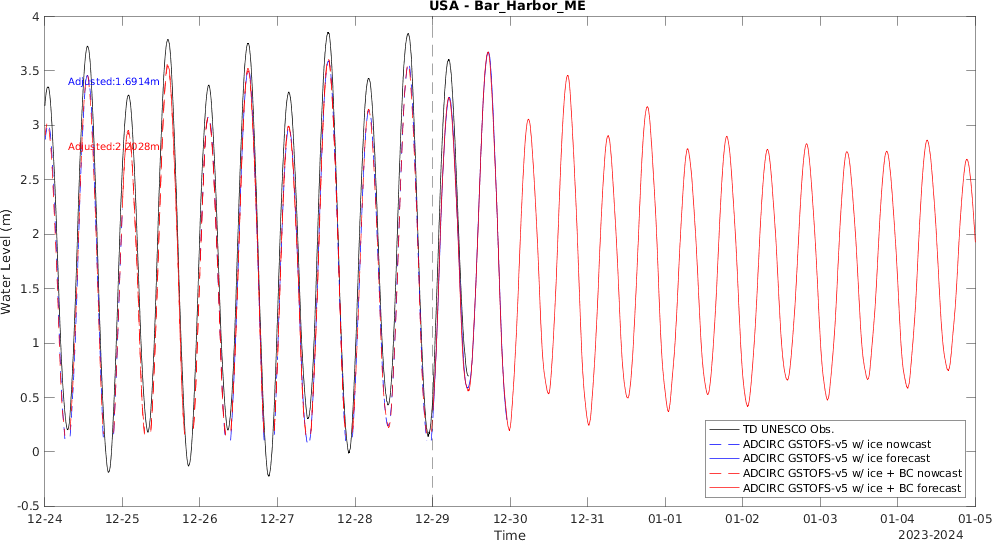 USA - Bar_Harbor_ME
4
3.5
3
2.5
2
1.5
1
0.5
0
-0.5
Water Level (m)
Adjusted:1.6914m
Adjusted:2.2028m
TD UNESCO Obs.
ADCIRC GSTOFS-v5 w/ ice nowcast
ADCIRC GSTOFS-v5 w/ ice forecast
ADCIRC GSTOFS-v5 w/ ice + BC nowcast
ADCIRC GSTOFS-v5 w/ ice + BC forecast
12-24 12-25 12-26 12-27 12-28 12-29 12-30 12-31 01-01 01-02 01-03 01-04 01-05
Time
2023-2024